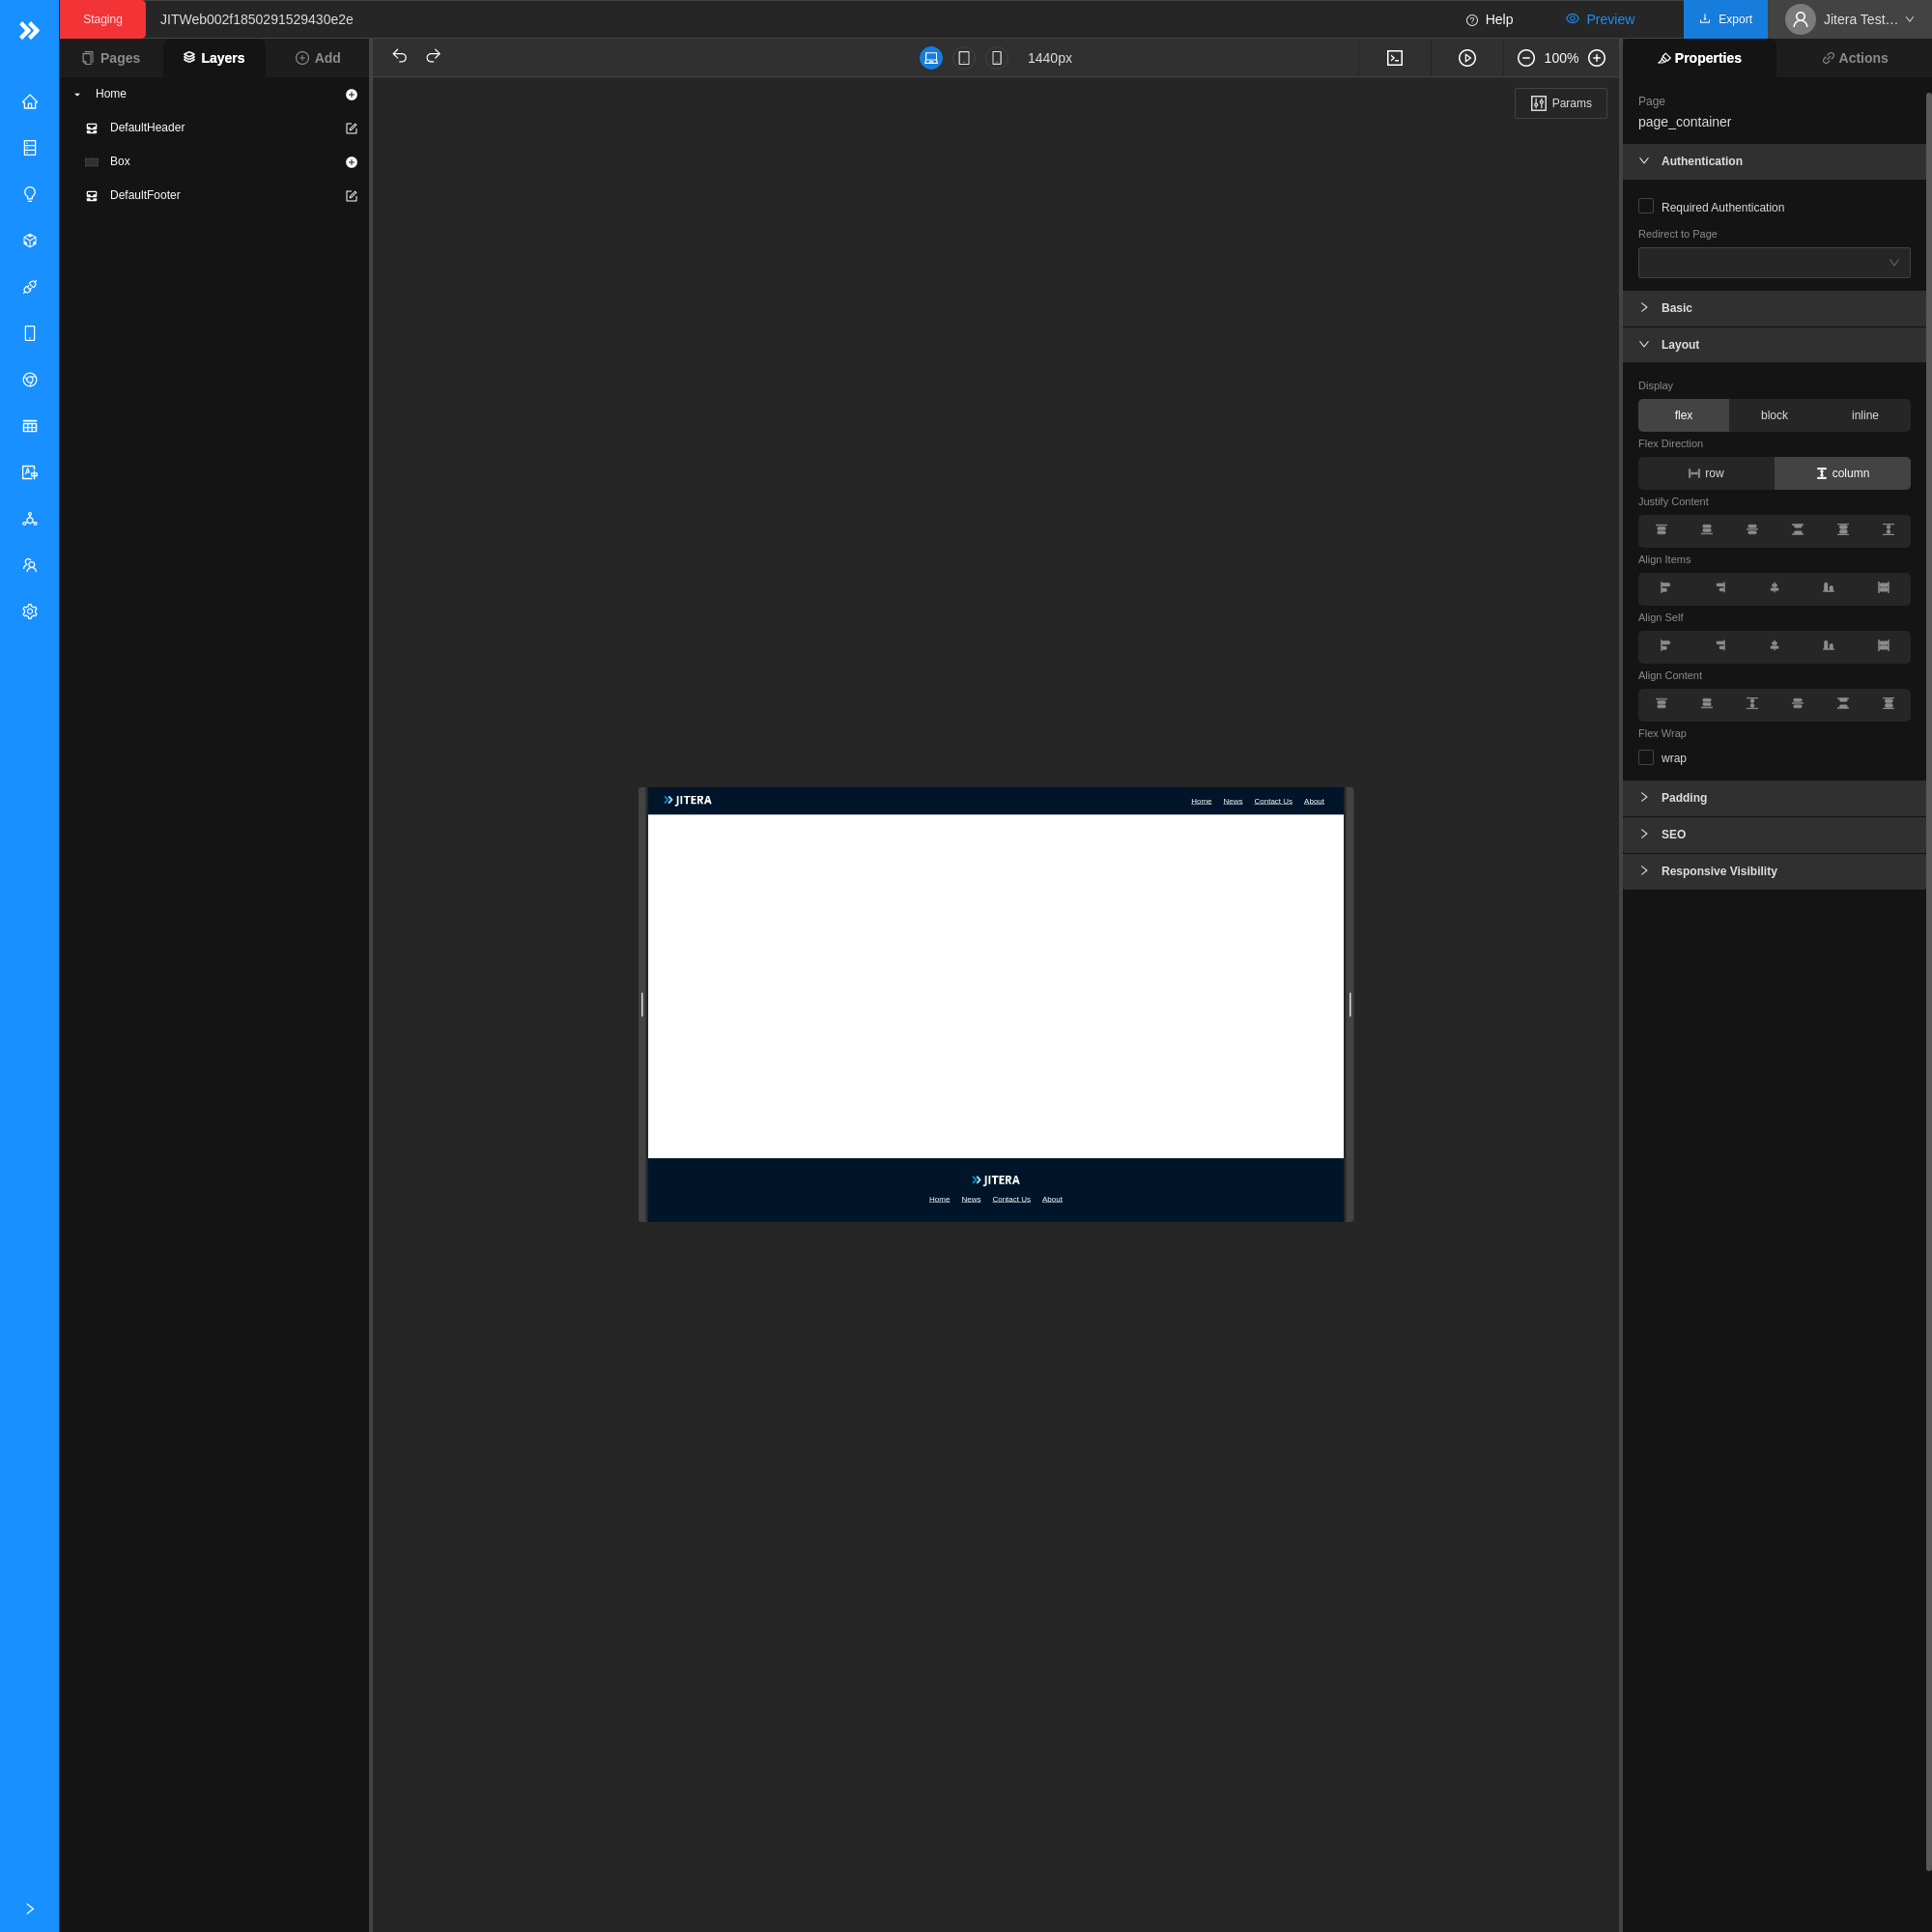 Staging
JITWeb002f1850291529430e2e
Help
Preview
Export
Jitera Test…
Pages
Layers
Add
1440px
100%
Properties
Actions
Home
DefaultHeader
Box
DefaultFooter
Params
Page
page_container
Authentication
Required Authentication
Redirect to Page
Basic
Layout
Display
flex block inline
Flex Direction
row column
Justify Content
Align Items
Align Self
Align Content
Flex Wrap
wrap
Padding
SEO
Responsive Visibility
JITERA
Home News Contact Us About
JITERA
Home News Contact Us About